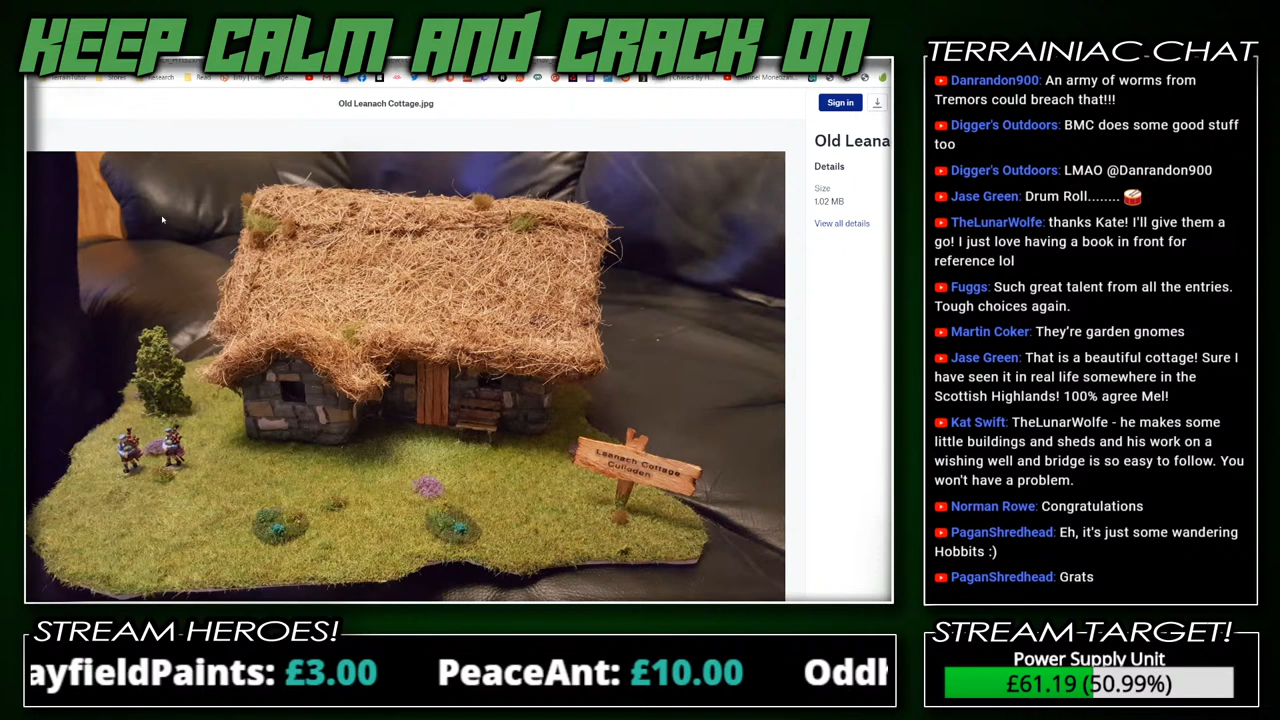 KEEP CALM AND CRACK ON
TERRAINIAC CHAT
Stores
Research
Read
Old Leanach Cottage.jpg
Sign in
Old Leana
Details
Size
1.02 MB
View all details
Leanach Cottage
Culloden
Danrandon900: An army of worms from
Tremors could breach that!!!
Digger's Outdoors: BMC does some good stuff
too
Digger's Outdoors: LMAO @Danrandon900
Jase Green: Drum Roll........ 🥁
TheLunarWolfe: thanks Kate! I'll give them a
go! I just love having a book in front for
reference lol
Fuggs: Such great talent from all the entries.
Tough choices again.
Martin Coker: They're garden gnomes
Jase Green: That is a beautiful cottage! Sure I
have seen it in real life somewhere in the
Scottish Highlands! 100% agree Mel!
Kat Swift: TheLunarWolfe - he makes some
little buildings and sheds and his work on a
wishing well and bridge is so easy to follow. You
won't have a problem.
Norman Rowe: Congratulations
PaganShredhead: Eh, it's just some wandering
Hobbits :)
PaganShredhead: Grats
STREAM HEROES!
ayfieldPaints: £3.00 PeaceAnt: £10.00 Oddh
STREAM TARGET!
Power Supply Unit
£61.19 (50.99%)